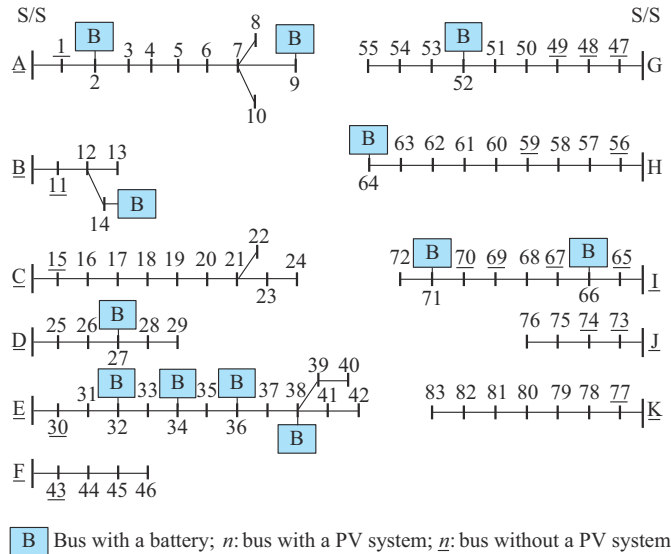 S/S S/S
B B
1 8
A 2 3 4 5 6 7 9
10
B
55 54 53 51 50 49 48 47
52 G
12 13
B 11
14 B
B
63 62 61 60 59 58 57 56
64 H
22
15 16 17 18 19 20 21 24
C 23
B B
72 70 69 68 67 65
71 66 I
B
25 26 28 29
D 27
76 75 74 73
J
B B B
39 40
31 33 35 37 38 41 42
E 30 32 34 36
B
83 82 81 80 79 78 77
K
F
43 44 45 46
B Bus with a battery; n: bus with a PV system; n: bus without a PV system